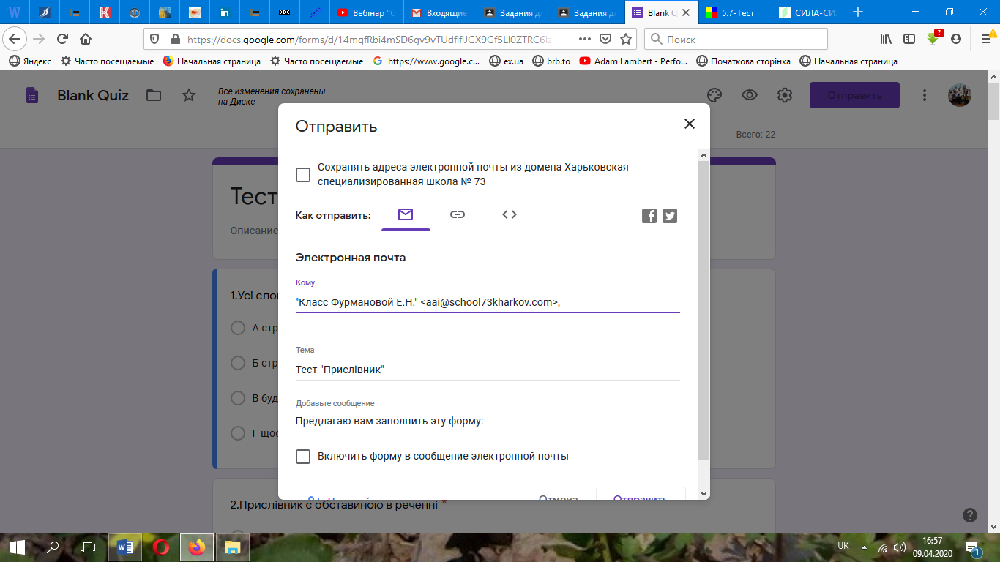 Вебінар "С
Входящие
Задания д
Задания д
Blank Q
5.7-Тест
СИЛА-СИ
https://docs.google.com/forms/d/14mqfRbi4mSD6gv9vTUdflflJGX9Gf5Ll0ZTRC6lz
Поиск
Яндекс
Часто посещаемые
Начальная страница
Часто посещаемые
https://www.google.c...
ex.ua
brb.to
Adam Lambert - Perfo...
Початкова сторінка
Начальная страница
Blank Quiz
Все изменения сохранены
на Диске
Отправить
Всего: 22
Отправить
Сохранять адреса электронной почты из домена Харьковская
специализированная школа № 73
Как отправить:
Тест
Описание
Электронная почта
Кому
"Класс Фурмановой Е.Н." <aai@school73kharkov.com>,
1.Усі сло
А стр
Б стр
В буд
Г що
Тема
Тест "Прислівник"
Добавьте сообщение
Предлагаю вам заполнить эту форму:
Включить форму в сообщение электронной почты
Отмена
Отправить
2.Прислівник є обставиною в реченні *
UK
16:57
09.04.2020
1